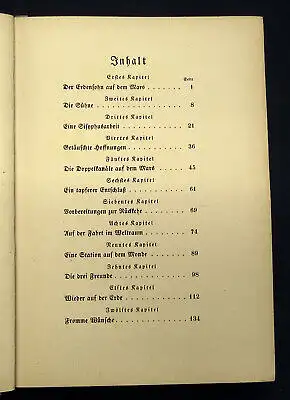 Inhalt
Erstes Kapitel Seite
Der Erdensohn auf dem Mars . . . . . . . 1
Zweites Kapitel
Die Sühne . . . . . . . . . . . . . . . 8
Drittes Kapitel
Eine Sisyphusarbeit . . . . . . . . . . 21
Viertes Kapitel
Getäuschte Hoffnungen . . . . . . . . . 36
Fünftes Kapitel
Die Doppelkanäle auf dem Mars . . . . . 45
Sechstes Kapitel
Ein tapferer Entschluß . . . . . . . . . 61
Siebentes Kapitel
Vorbereitungen zur Rückkehr . . . . . . 69
Achtes Kapitel
Auf der Fahrt im Weltraum . . . . . . . 74
Neuntes Kapitel
Eine Station auf dem Monde . . . . . . . 89
Zehntes Kapitel
Die drei Freunde . . . . . . . . . . . . 98
Elftes Kapitel
Wieder auf der Erde . . . . . . . . . . 112
Zwölftes Kapitel
Fromme Wünsche . . . . . . . . . . . . . 134